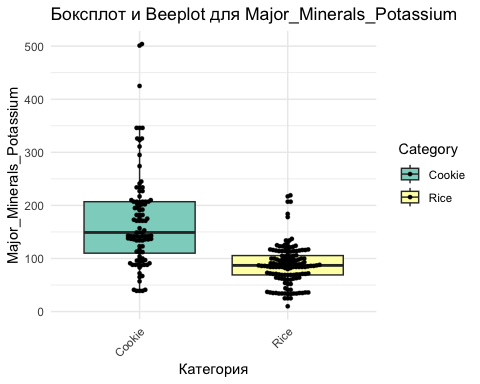 Боксплот и Beeplot для Major_Minerals_Potassium
Major_Minerals_Potassium
500
400
300
200
100
0
Cookie
Rice
Категория
Category
Cookie
Rice